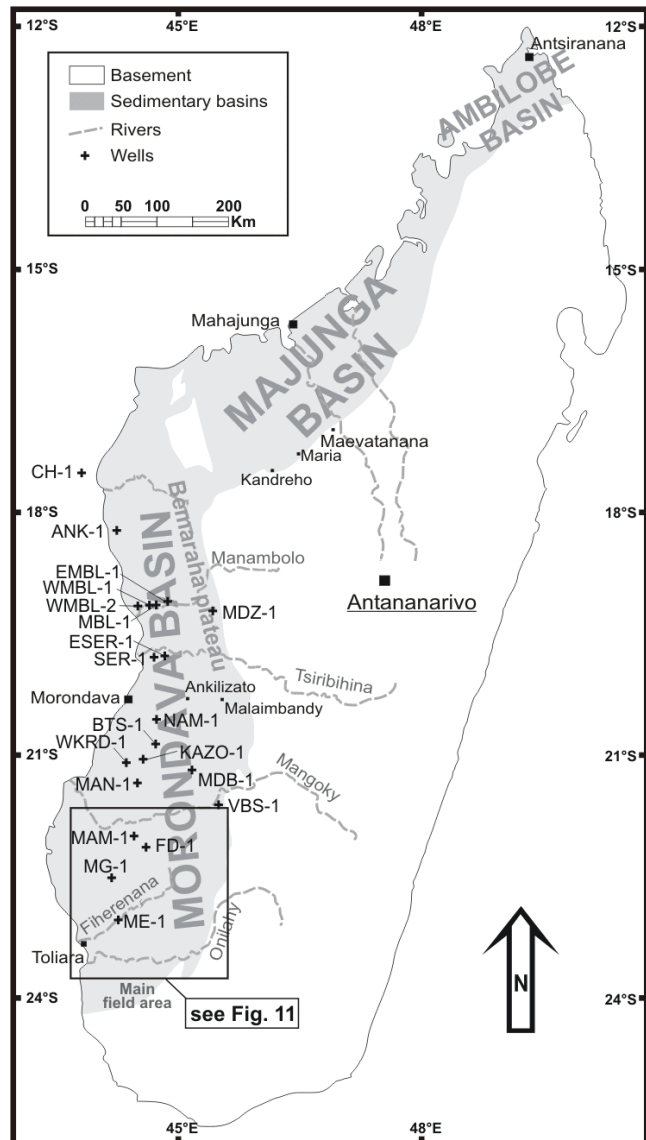 45°E
48°E
12°S
12°S
Antsiranana
AMBILOBE
BASIN
Basement
Sedimentary basins
Rivers
Wells
0 50 100 200
Km
15°S
15°S
Mahajunga
MAJUNGA
BASIN
Maevatanana
Maria
Kandreho
CH-1
18°S
18°S
ANK-1
Bemaraha plateau
MORONDAVA BASIN
EMBL-1
Manambolo
WMBL-1
WMBL-2
MBL-1
MDZ-1
Antananarivo
ESER-1
SER-1
Tsiribihina
Ankilizato
Morondava
Malaimbandy
NAM-1
BTS-1
WKRD-1
KAZO-1
21°S
21°S
MAN-1
MDB-1
Mangoky
VBS-1
MAM-1
FD-1
MG-1
Fiherenana
ME-1
Onilahy
Toliara
Main
field area
24°S
24°S
see Fig. 11
N
45°E
48°E